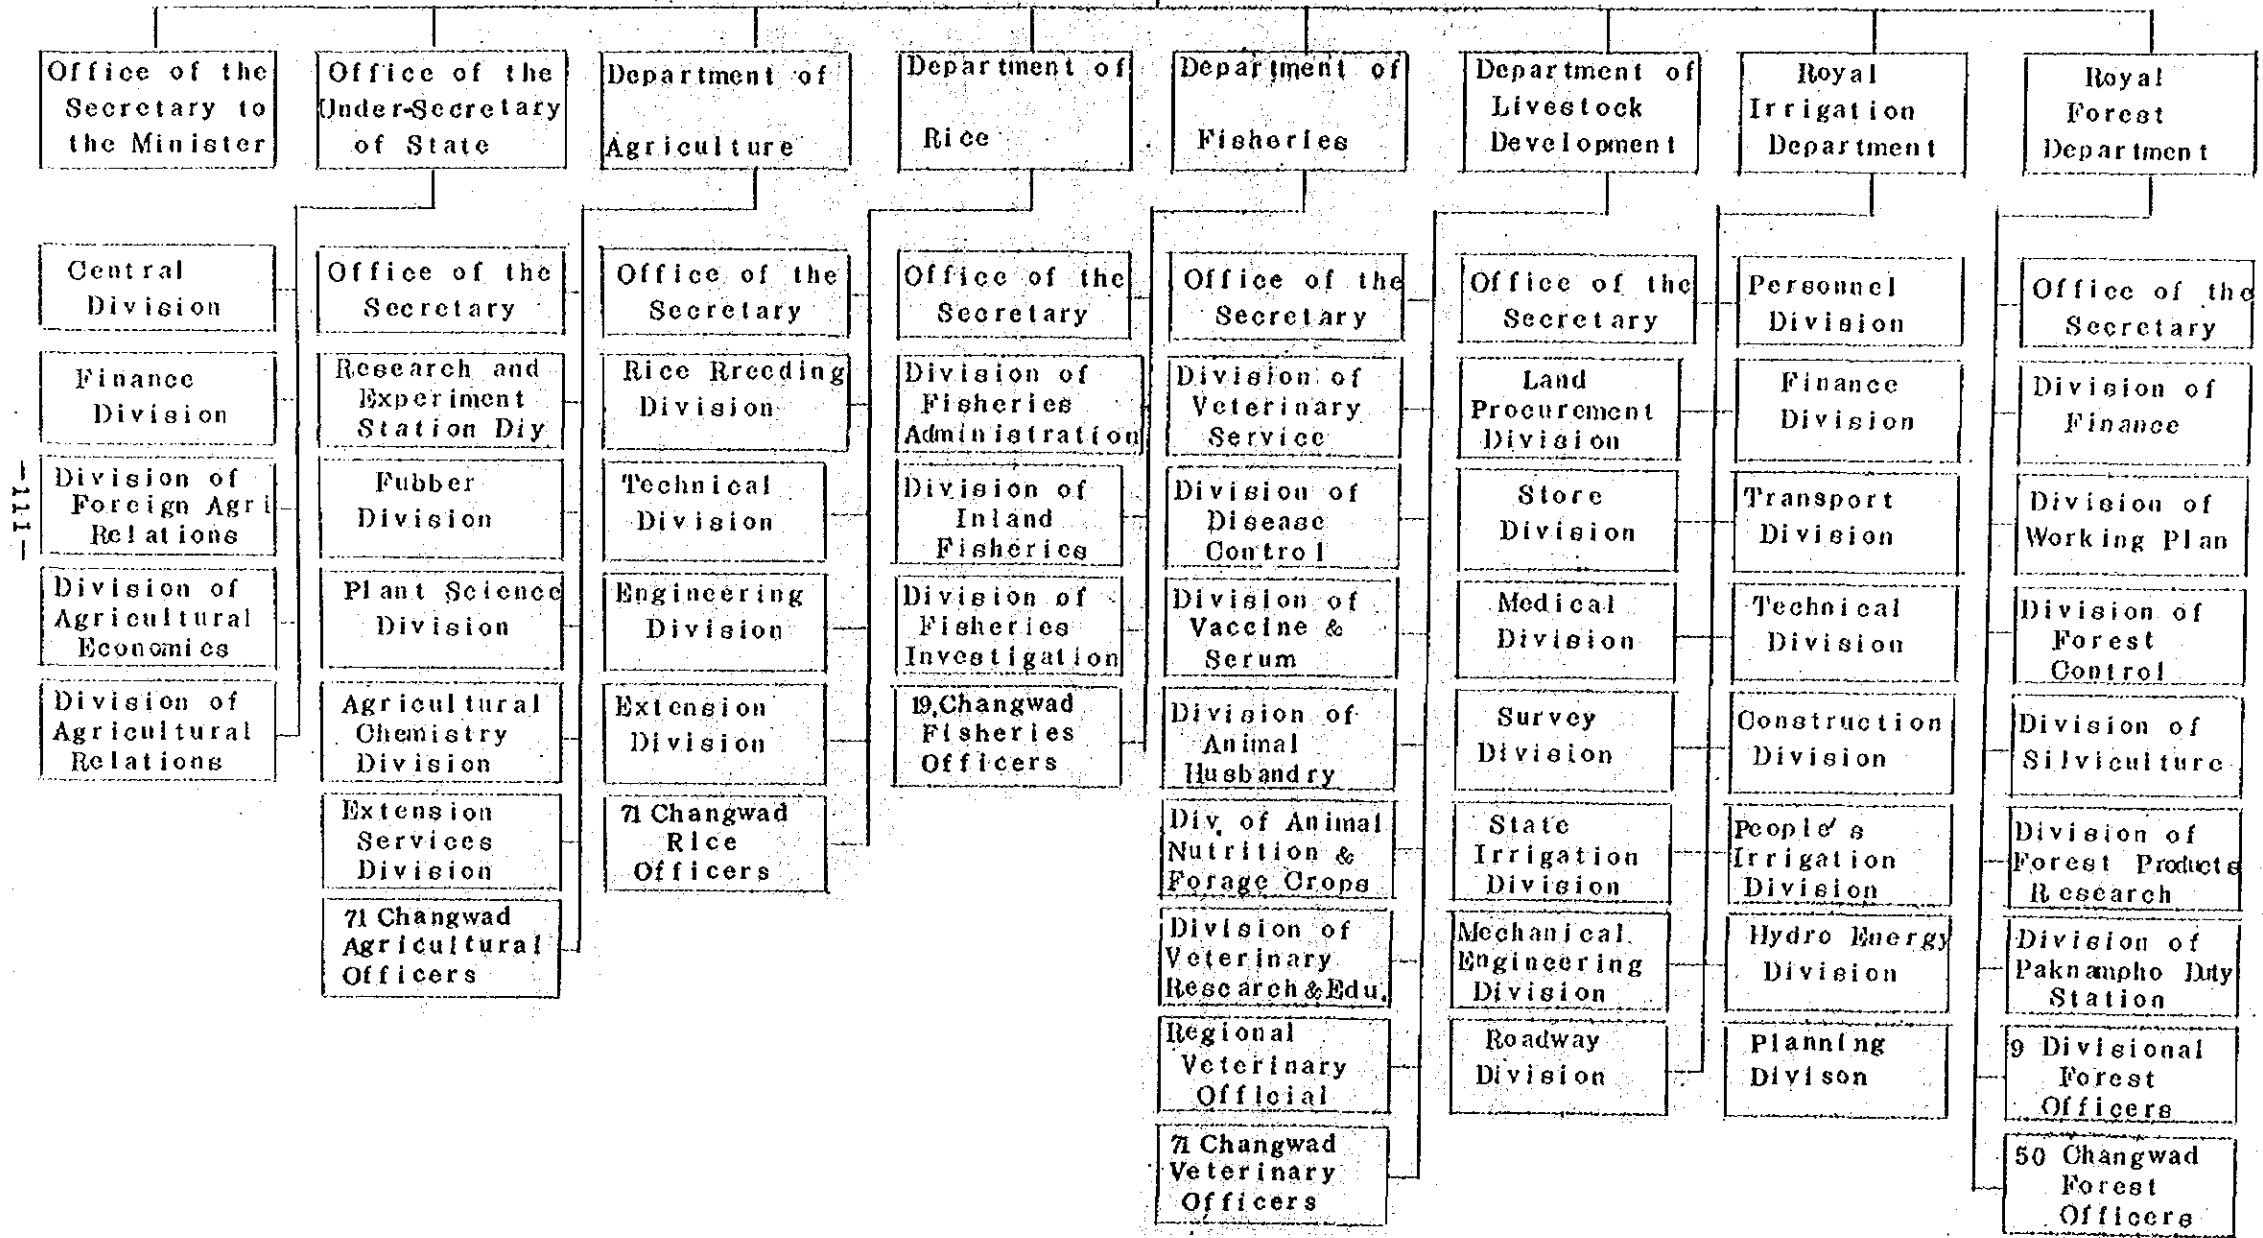 Office of the
Secretary to
the Minister
Office of the
Under-Secretary
of State
Department of
Agriculture
Department of
Rice
Department of
Fisheries
Department of
Livestock
Development
Royal
Irrigation
Department
Royal
Forest
Department
Central
Division
Finance
Division
Division of
Foreign Agri
Relations
Division of
Agricultural
Economics
Division of
Agricultural
Relations
Office of the
Secretary
Research and
Experiment
Station Diy
Fubber
Division
Plant Science
Division
Agricultural
Chemistry
Division
Extension
Services
Division
71 Changwad
Agricultural
Officers
Office of the
Secretary
Rice Rreeding
Division
Technical
Division
Engineering
Division
Extension
Division
71 Changwad
Rice
Officers
Office of the
Secretary
Division of
Fisheries
Administration
Division of
Inland
Fisheries
Division of
Fisheries
Investigation
19,Changwad
Fisheries
Officers
Office of the
Secretary
Division of
Veterinary
Service
Division of
Disease
Control
Division of
Vaccine &
Serum
Division of
Animal
Husbandry
Div. of Animal
Nutrition &
Forage Crops
Division of
Veterinary
Research & Edu.
Regional
Veterinary
Official
71 Changwad
Veterinary
Officers
Office of the
Secretary
Land
Procurement
Division
Store
Division
Medical
Division
Survey
Division
State
Irrigation
Division
Mechanical
Engineering
Division
Roadway
Division
Personnel
Division
Finance
Division
Transport
Division
Technical
Division
Construction
Division
People's
Irrigation
Division
Hydro Energy
Division
Planning
Divison
Office of the
Secretary
Division of
Finance
Division of
Working Plan
Division of
Forest
Control
Division of
Silviculture
Division of
Forest Products
Research
Division of
Paknampho Duty
Station
9 Divisional
Forest
Officers
50 Changwad
Forest
Officers
—111—